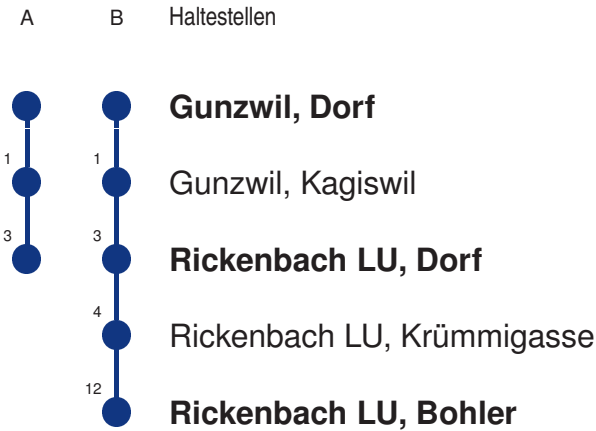 A B Haltestellen
Gunzwil, Dorf
1 1 Gunzwil, Kagiswil
3 3 Rickenbach LU, Dorf
4 Rickenbach LU, Krümmigasse
12 Rickenbach LU, Bohler